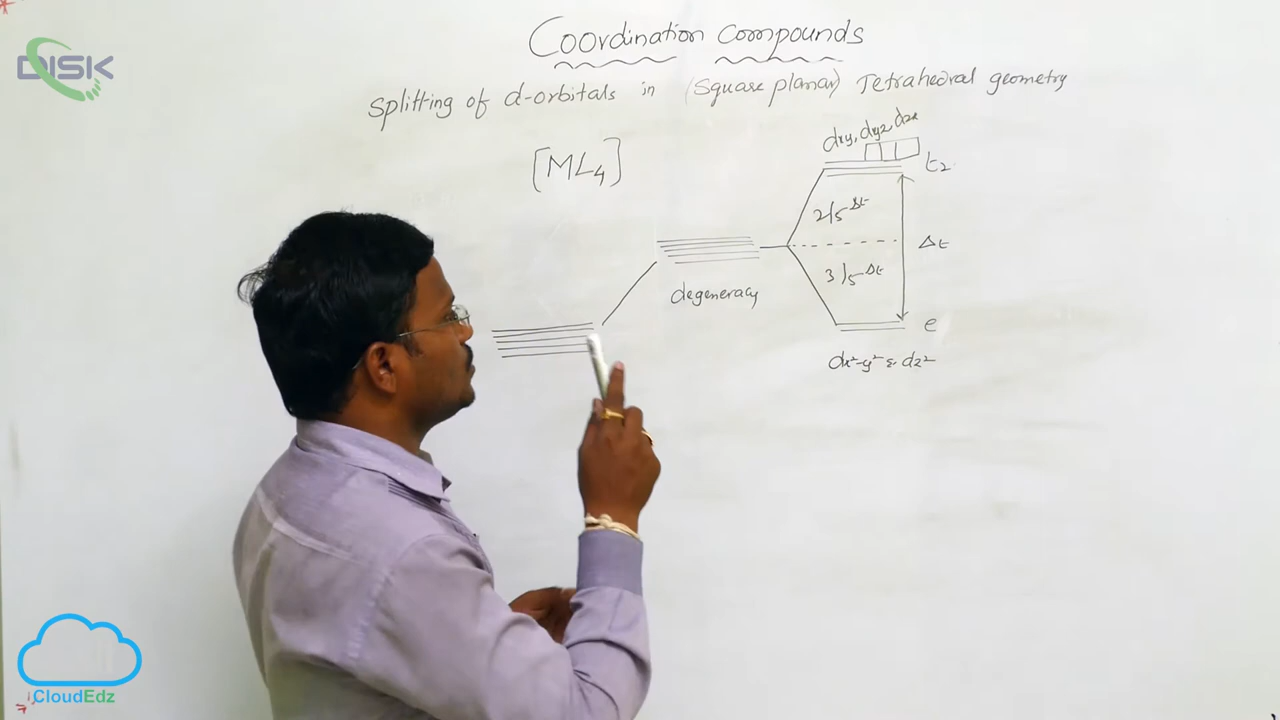 DISK
Coordination compounds
Splitting of d-orbitals in (Square planar) Tetrahedral geometry
[ML4]
dxy, dyz, dzx
t2
2/5 Δt
Δt
3/5 Δt
degeneracy
e
dx²-y² & dz²
CloudEdz